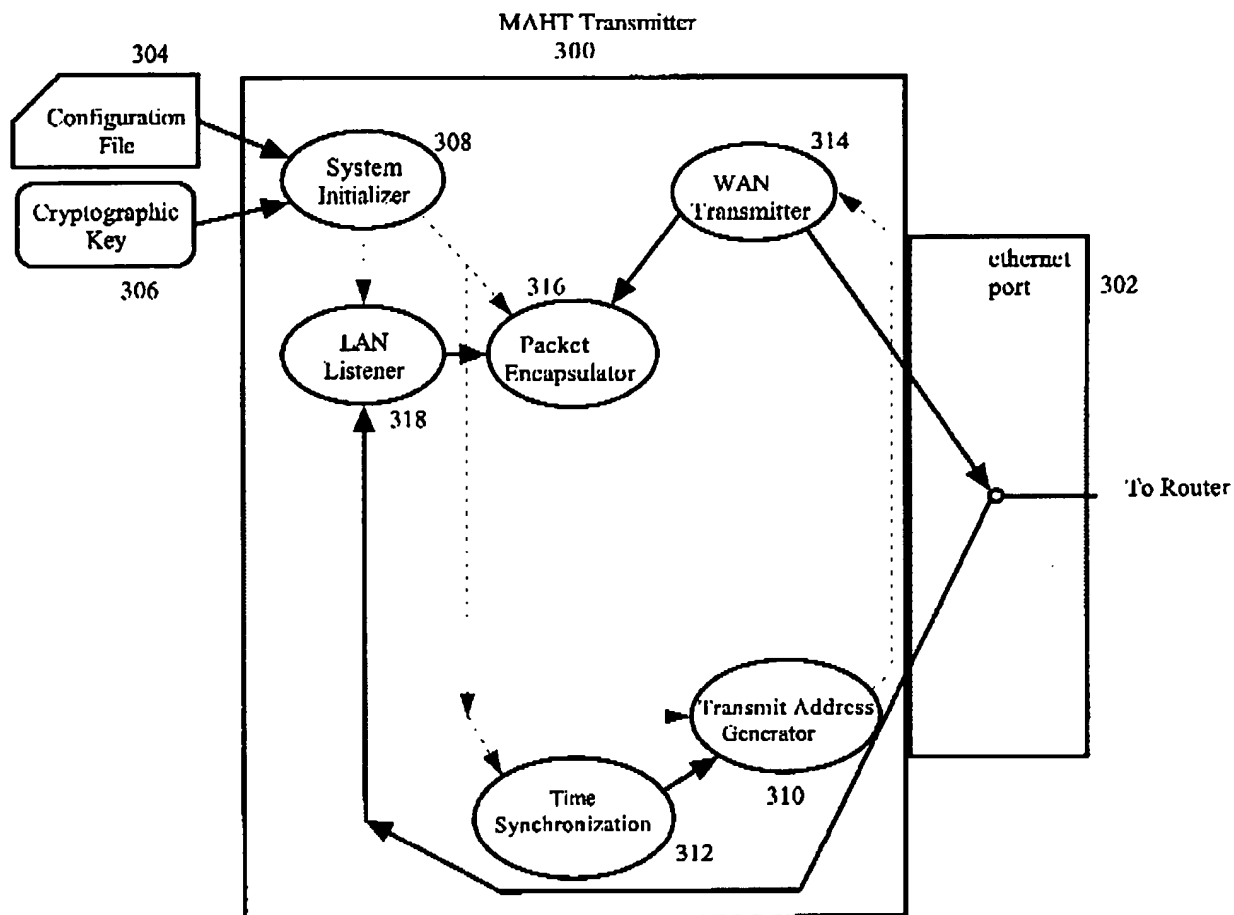 MAHT Transmitter
300
304
Configuration
File
Cryptographic
Key
306
System
Initializer
308
WAN
Transmitter
314
ethernet
port
302
316
LAN
Listener
318
Packet
Encapsulator
To Router
Transmit Address
Generator
310
Time
Synchronization
312